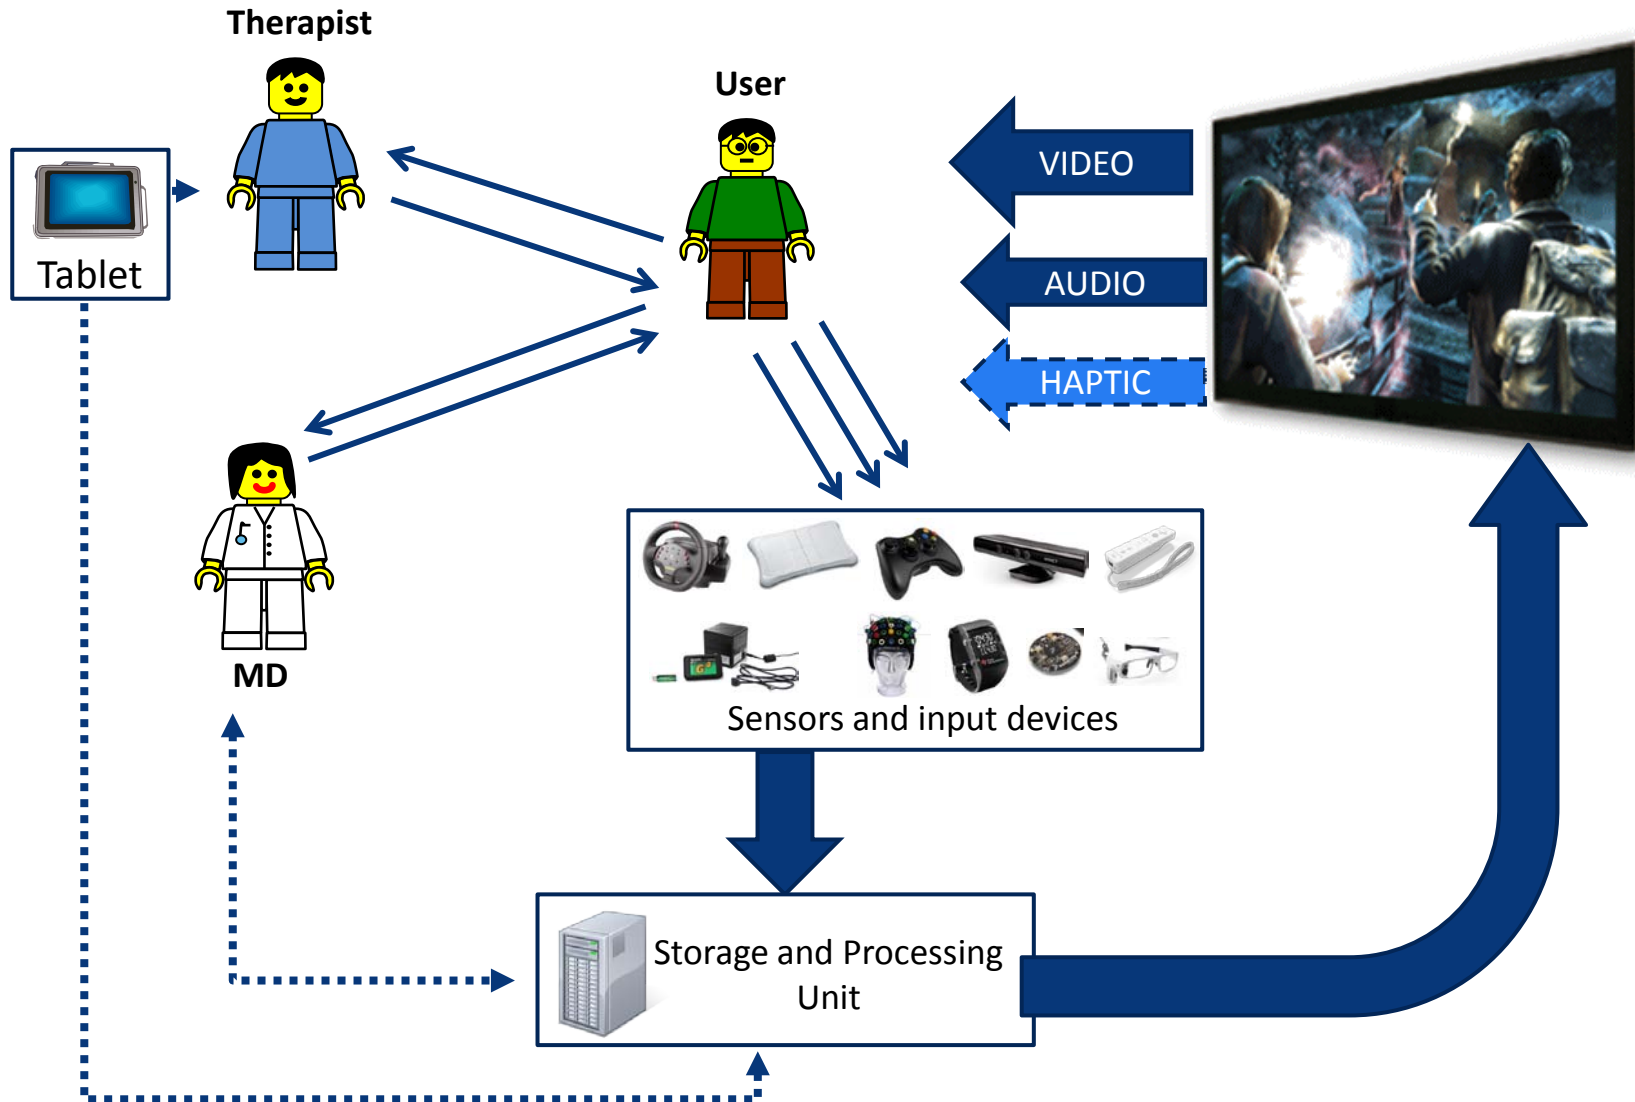 Therapist
User
VIDEO
Tablet
AUDIO
HAPTIC
MD
Sensors and input devices
Storage and Processing
Unit